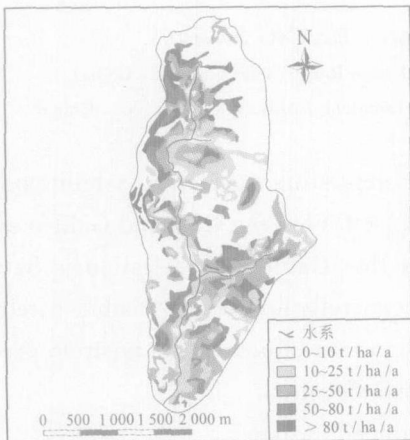 N
水系
0~10 t / ha / a
10~25 t / ha / a
25~50 t / ha / a
50~80 t / ha / a
> 80 t / ha / a
0 500 1 000 1 500 2 000 m